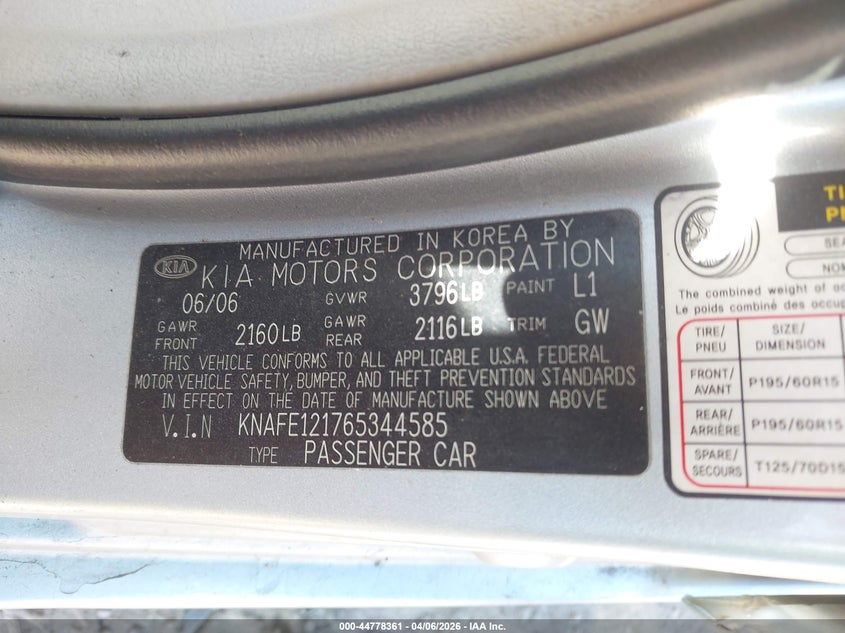 MANUFACTURED IN KOREA BY
KIA KIA MOTORS CORPORATION
06/06 GVWR 3796LB PAINT L1
GAWR FRONT 2160LB GAWR REAR 2116LB TRIM GW
THIS VEHICLE CONFORMS TO ALL APPLICABLE U.S.A. FEDERAL
MOTOR VEHICLE SAFETY, BUMPER, AND THEFT PREVENTION STANDARDS
IN EFFECT ON THE DATE OF MANUFACTURE SHOWN ABOVE
V.I.N KNAFE121765344585
TYPE PASSENGER CAR
The combined weight of
Le poids combiné des
TIRE/PNEU SIZE/DIMENSION
FRONT/AVANT P195/60R15
REAR/ARRIÈRE P195/60R15
SPARE/SECOURS T125/70D15
000-44778361 - 04/06/2026 - IAA Inc.